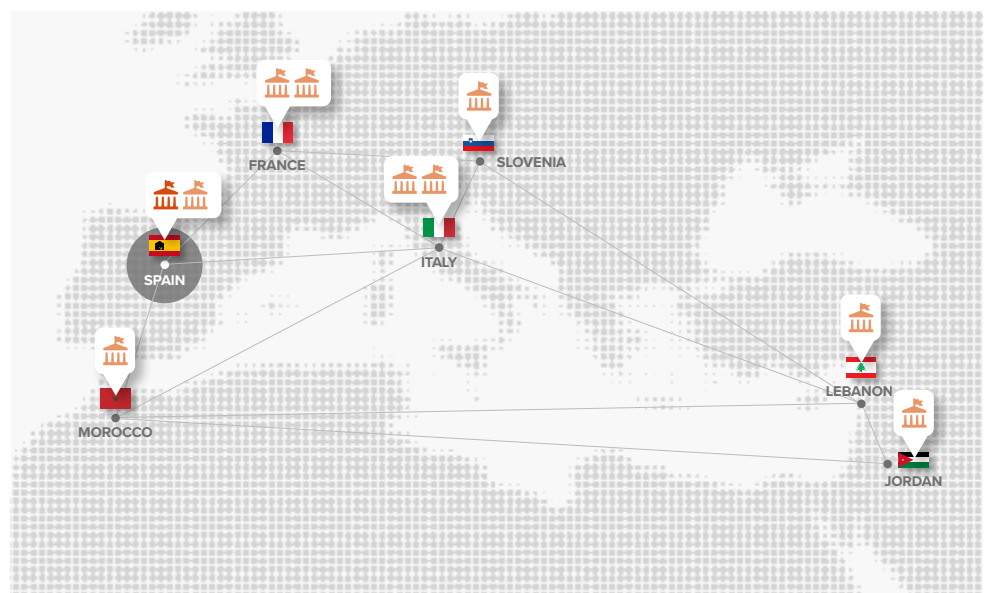 FRANCE
SLOVENIA
ITALY
SPAIN
LEBANON
MOROCCO
JORDAN